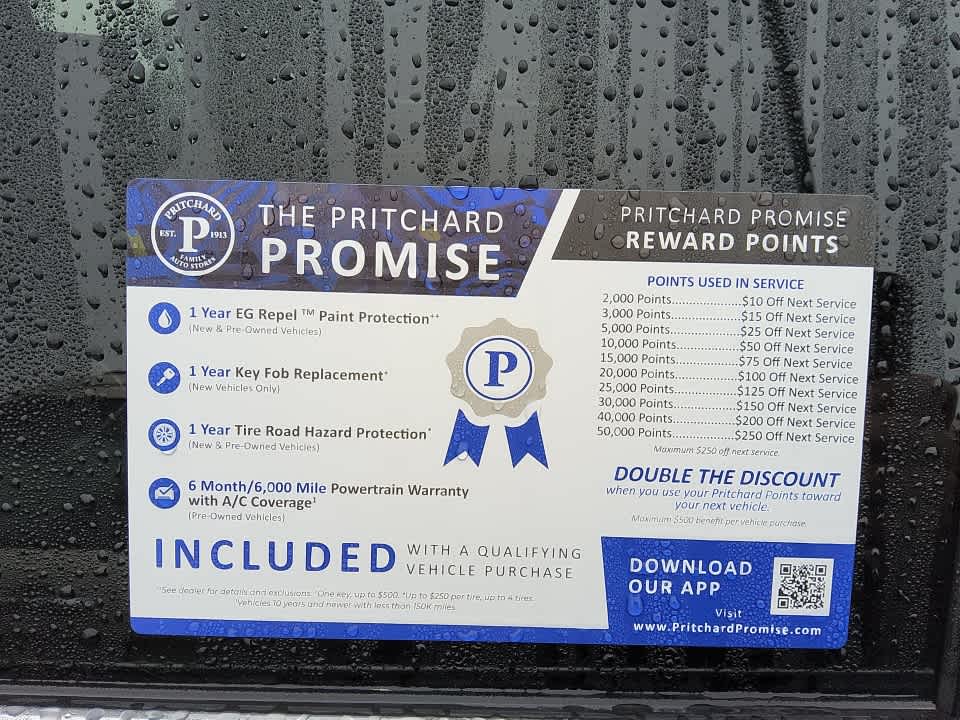 PRITCHARD
EST. P 1913
FAMILY
AUTO STORES
THE PRITCHARD
PROMISE
1 Year EG Repel ™ Paint Protection⁺⁺
(New & Pre-Owned Vehicles)
1 Year Key Fob Replacement*
(New Vehicles Only)
1 Year Tire Road Hazard Protection*
(New & Pre-Owned Vehicles)
6 Month/6,000 Mile Powertrain Warranty
with A/C Coverage¹
(Pre-Owned Vehicles)
P
INCLUDED WITH A QUALIFYING
VEHICLE PURCHASE
⁺⁺See dealer for details and exclusions. ⁺One key, up to $500. *Up to $250 per tire, up to 4 tires.
¹Vehicles 10 years and newer with less than 150K miles.
PRITCHARD PROMISE
REWARD POINTS
POINTS USED IN SERVICE
2,000 Points....................$10 Off Next Service
3,000 Points....................$15 Off Next Service
5,000 Points....................$25 Off Next Service
10,000 Points..................$50 Off Next Service
15,000 Points..................$75 Off Next Service
20,000 Points..................$100 Off Next Service
25,000 Points..................$125 Off Next Service
30,000 Points..................$150 Off Next Service
40,000 Points..................$200 Off Next Service
50,000 Points..................$250 Off Next Service
Maximum $250 off next service.
DOUBLE THE DISCOUNT
when you use your Pritchard Points toward
your next vehicle.
Maximum $500 benefit per vehicle purchase.
DOWNLOAD
OUR APP
Visit
www.PritchardPromise.com